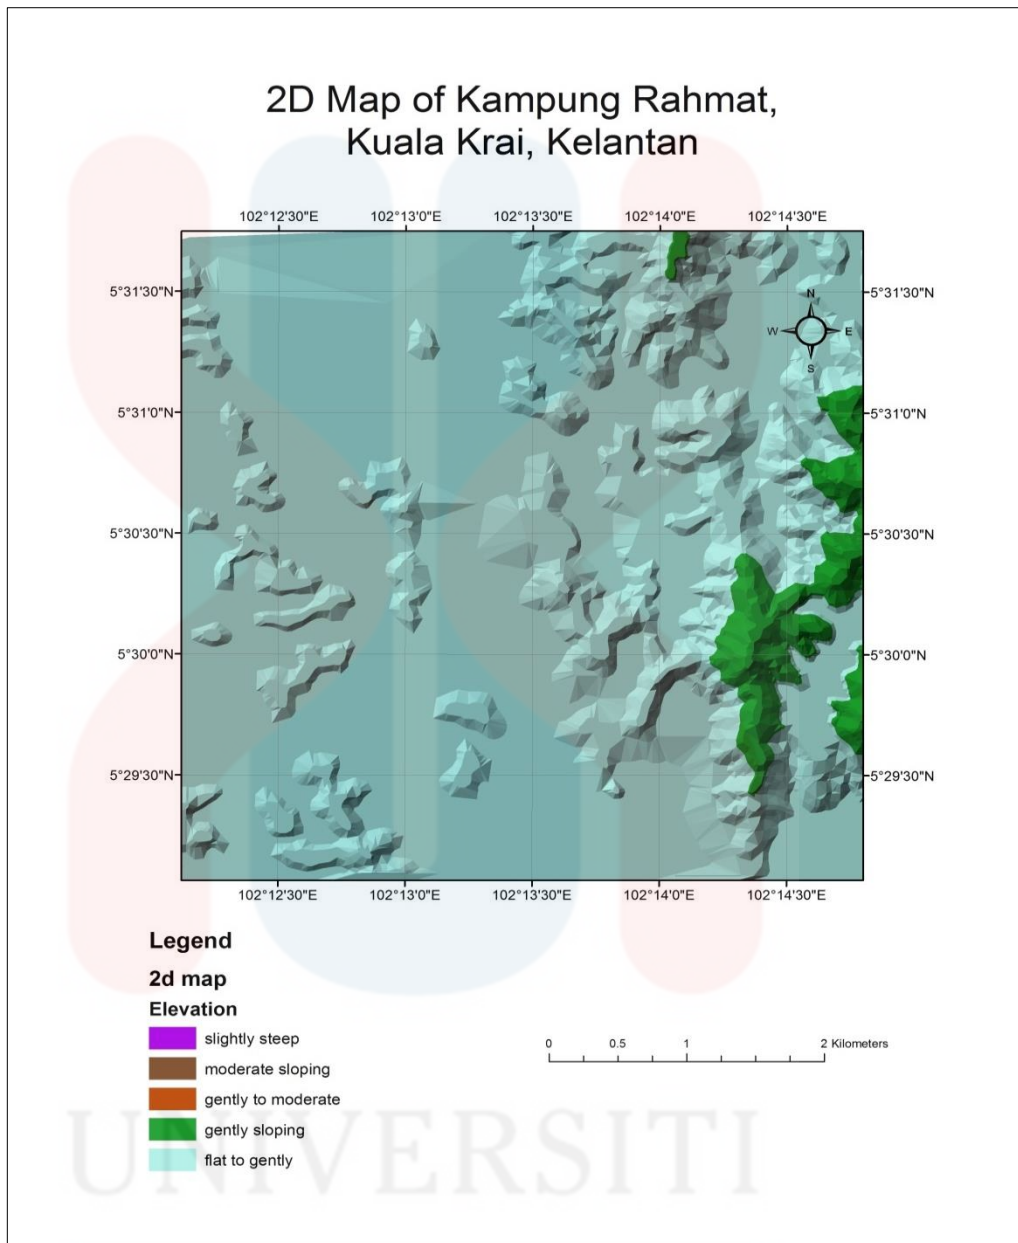 2D Map of Kampung Rahmat,
Kuala Krai, Kelantan
102°12'30"E 102°13'0"E 102°13'30"E 102°14'0"E 102°14'30"E
5°31'30"N 5°31'30"N
N
W E
S
5°31'0"N 5°31'0"N
5°30'30"N 5°30'30"N
5°30'0"N 5°30'0"N
5°29'30"N 5°29'30"N
102°12'30"E 102°13'0"E 102°13'30"E 102°14'0"E 102°14'30"E
Legend
2d map
Elevation
slightly steep
moderate sloping
gently to moderate
gently sloping
flat to gently
0 0.5 1 2 Kilometers
UNIVERSITI